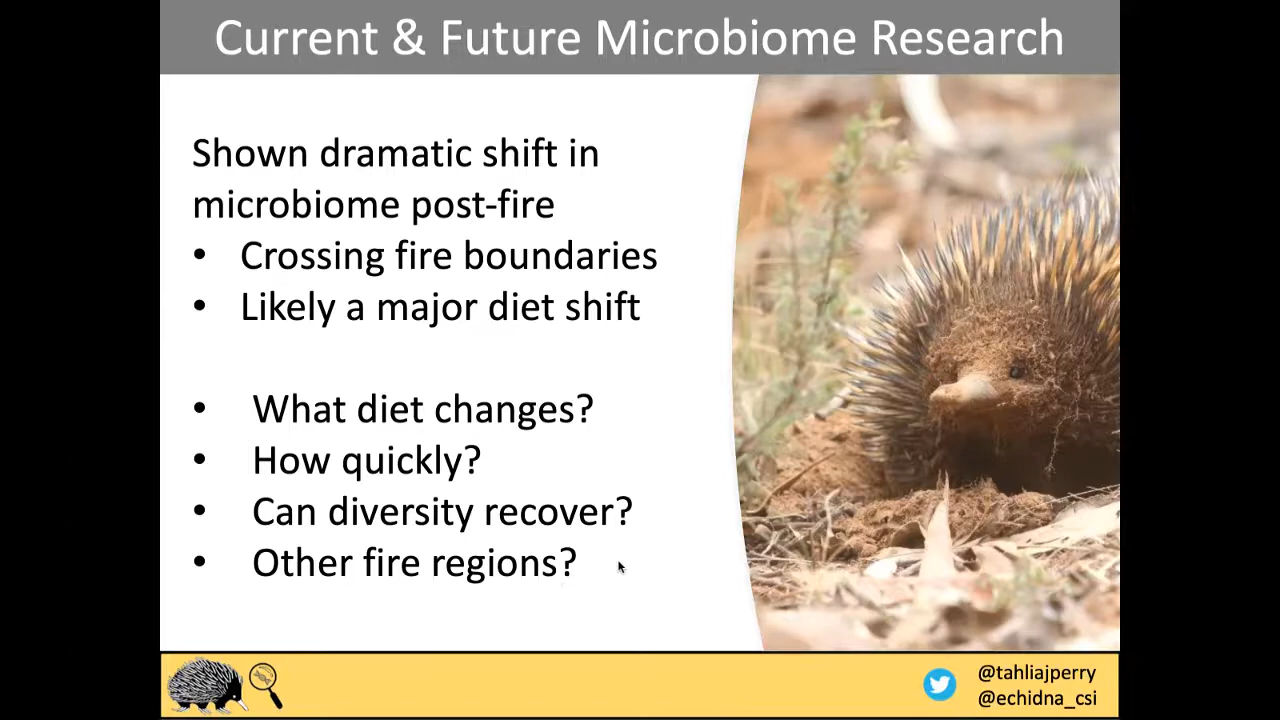 Current & Future Microbiome Research
Shown dramatic shift in
microbiome post-fire
• Crossing fire boundaries
• Likely a major diet shift
• What diet changes?
• How quickly?
• Can diversity recover?
• Other fire regions?
@tahliajperry
@echidna_csi